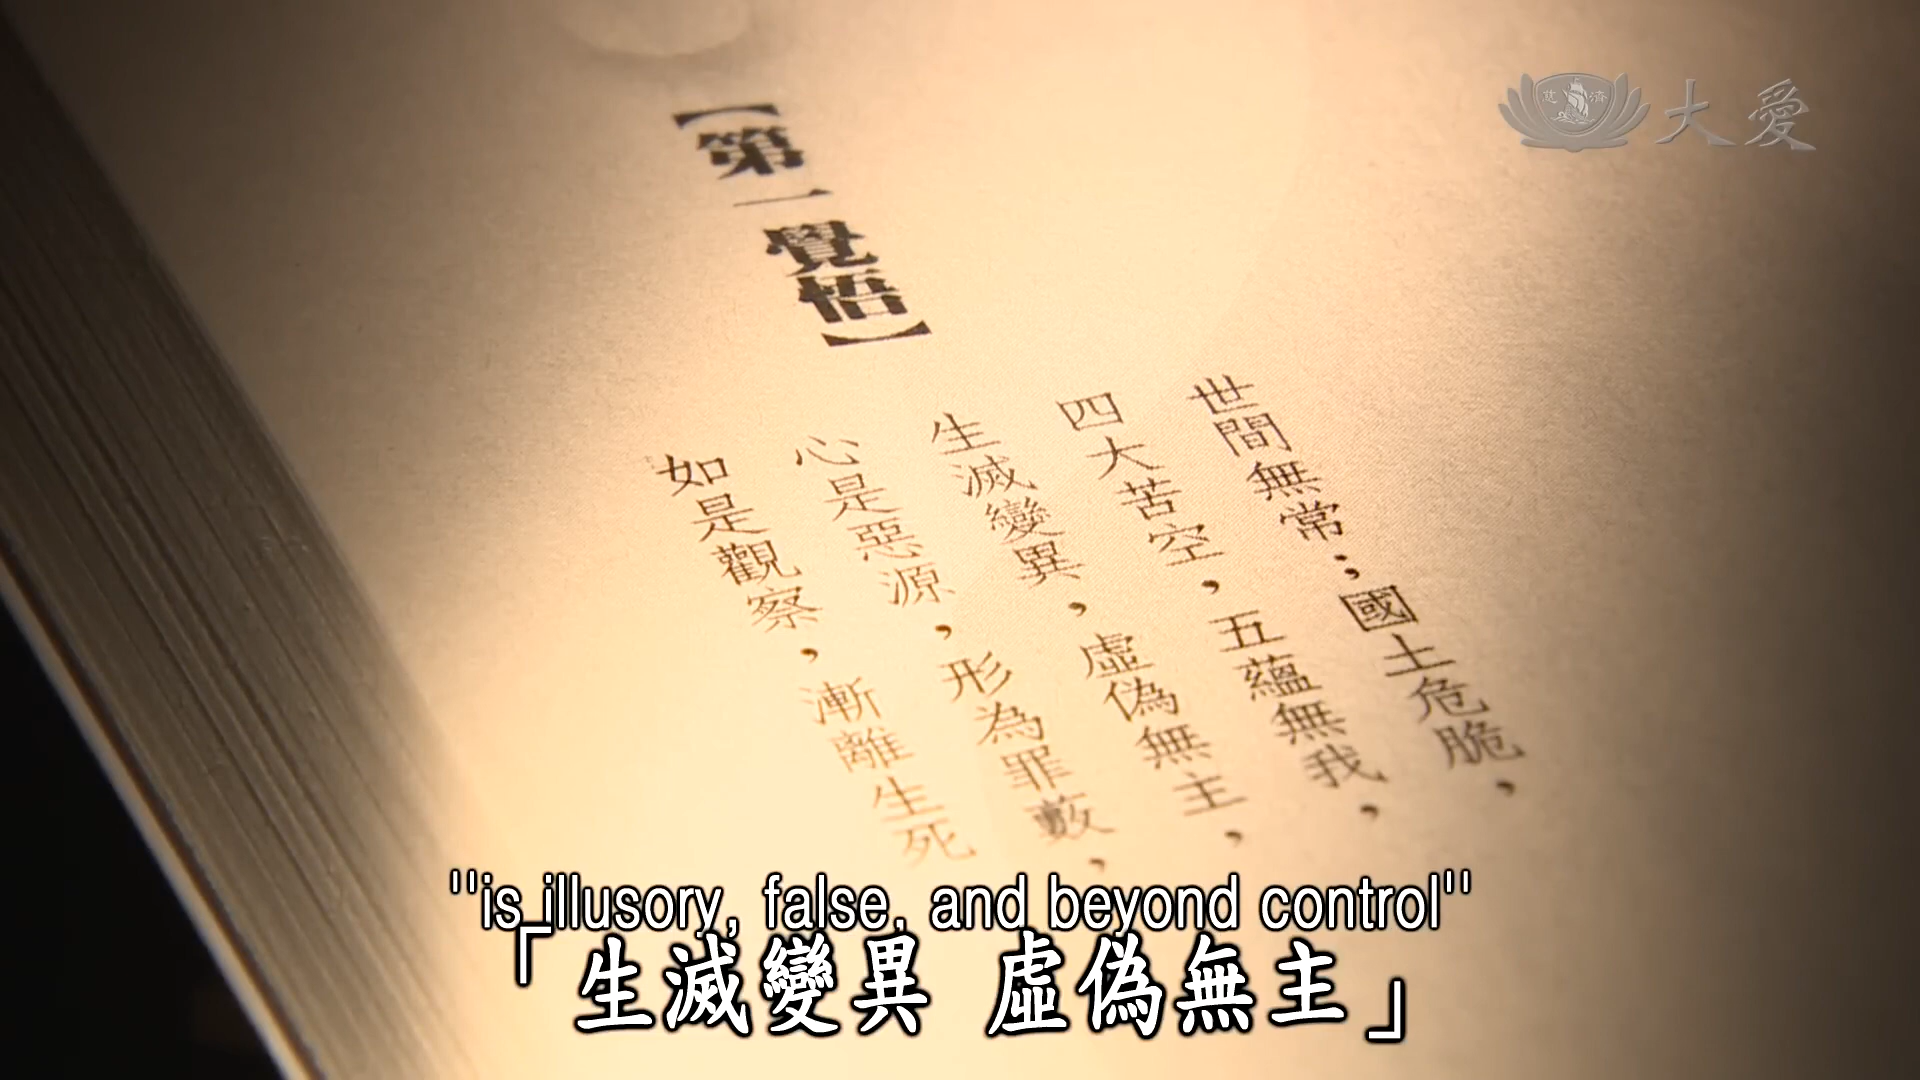 慈濟
大愛
【第一覺悟】
世間無常;國土危脆,
四大苦空,五蘊無我,
生滅變異,虛偽無主,
心是惡源,形為罪藪,
如是觀察,漸離生死
"is illusory, false, and beyond control"
「生滅變異 虛偽無主」